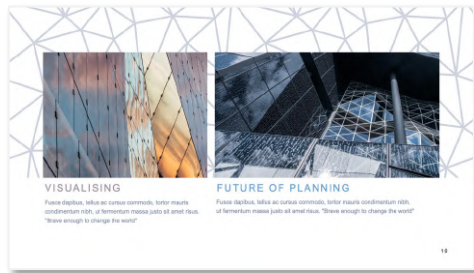 VISUALISING
Fusce dapibus, tellus ac cursus commodo, tortor mauris
condimentum nibh, ut fermentum massa justo sit amet risus.
"Brave enough to change the world"
FUTURE OF PLANNING
Fusce dapibus, tellus ac cursus commodo, tortor mauris condimentum nibh,
ut fermentum massa justo sit amet risus. "Brave enough to change the world"
10